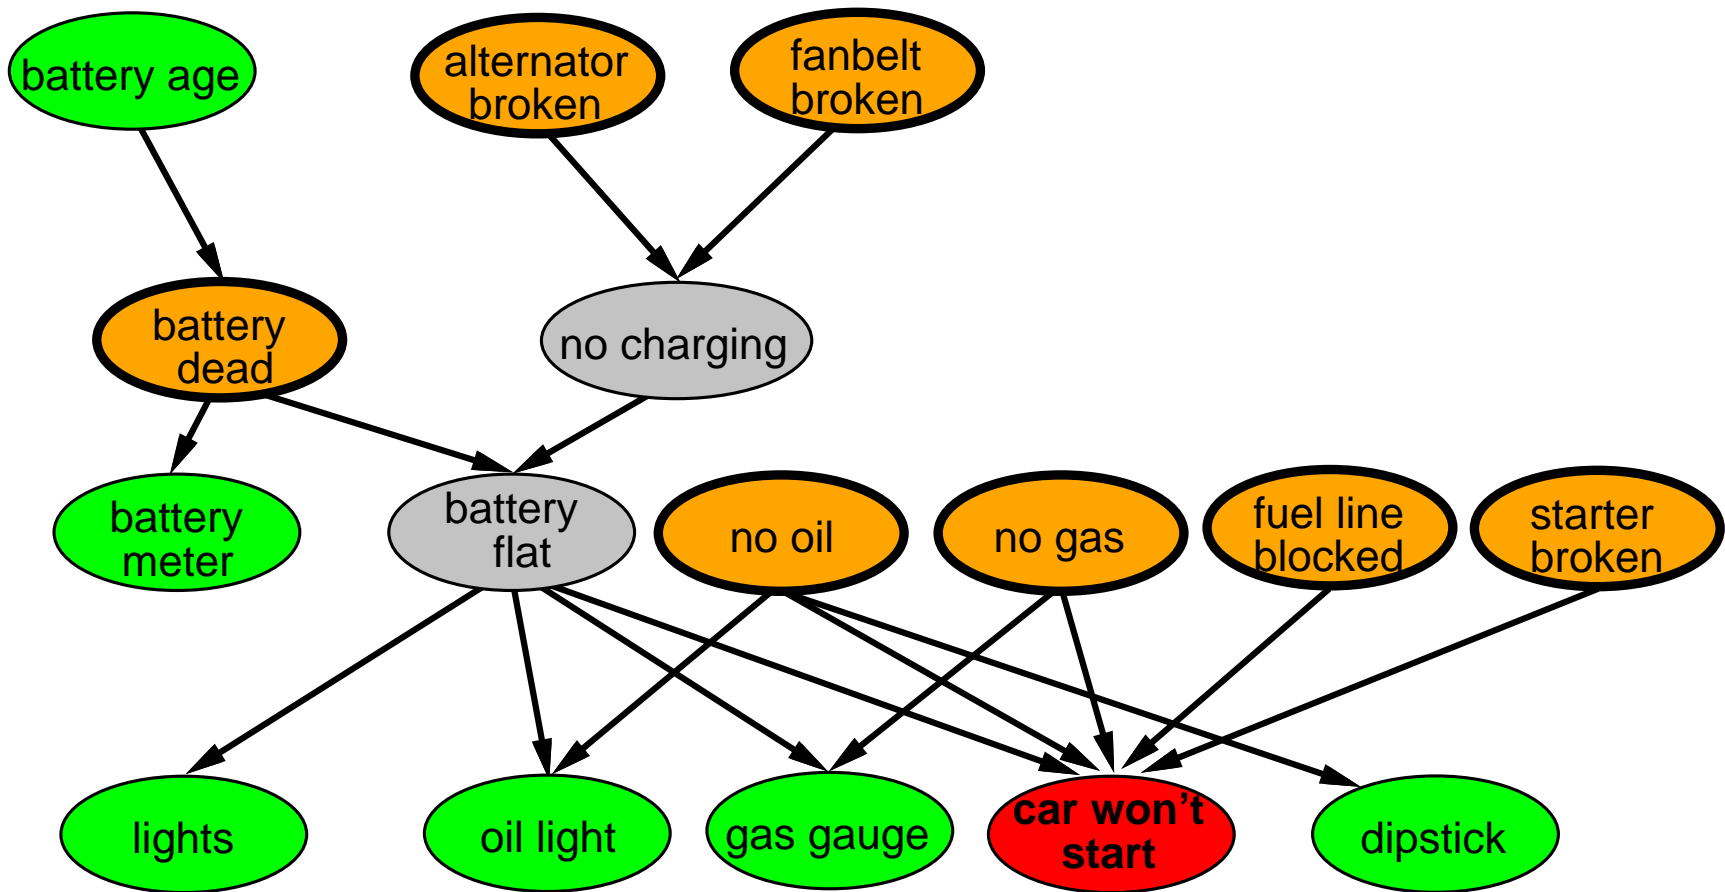 battery age
alternator
broken
fanbelt
broken
battery
dead
no charging
battery
meter
battery
flat
no oil
no gas
fuel line
blocked
starter
broken
lights
oil light
gas gauge
car won’t
start
dipstick